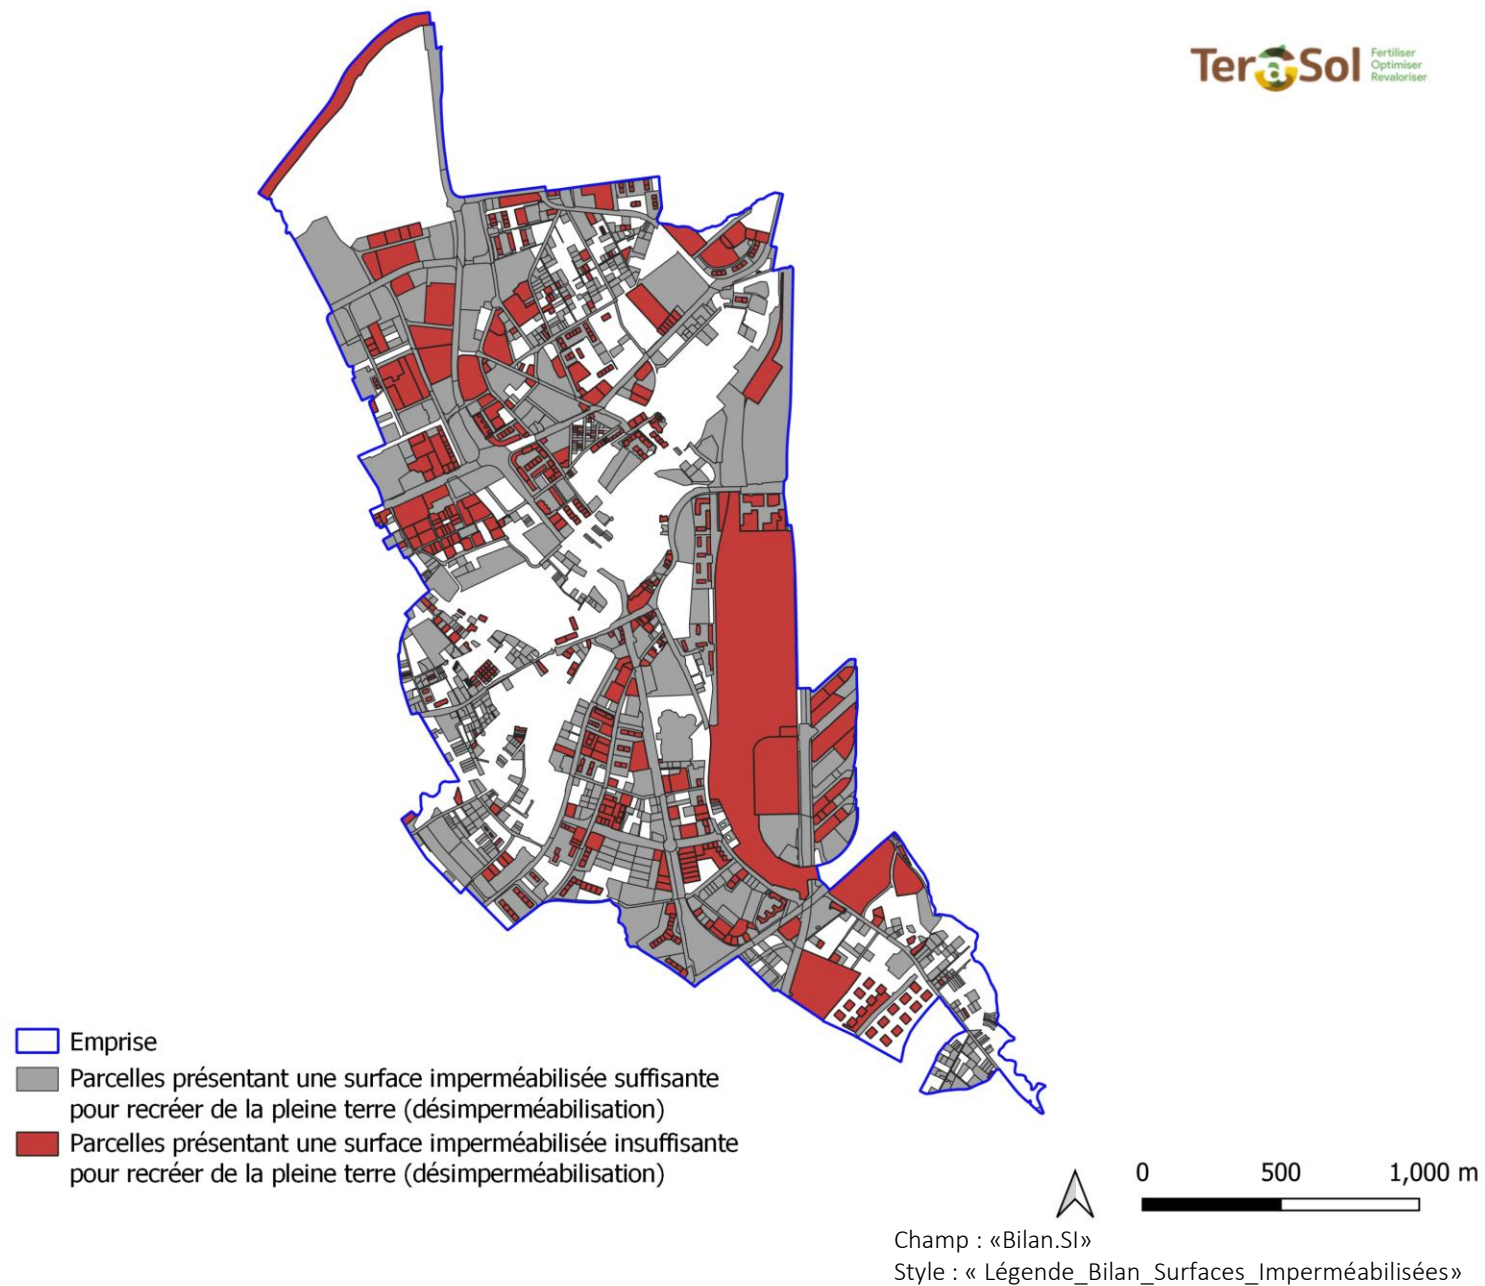 TeraSol
Fertiliser
Optimiser
Revaloriser
Emprise
Parcelles présentant une surface imperméabilisée suffisante
pour recréer de la pleine terre (désimperméabilisation)
Parcelles présentant une surface imperméabilisée insuffisante
pour recréer de la pleine terre (désimperméabilisation)
0 500 1,000 m
Champ : «Bilan.SI»
Style : « Légende_Bilan_Surfaces_Imperméabilisées»